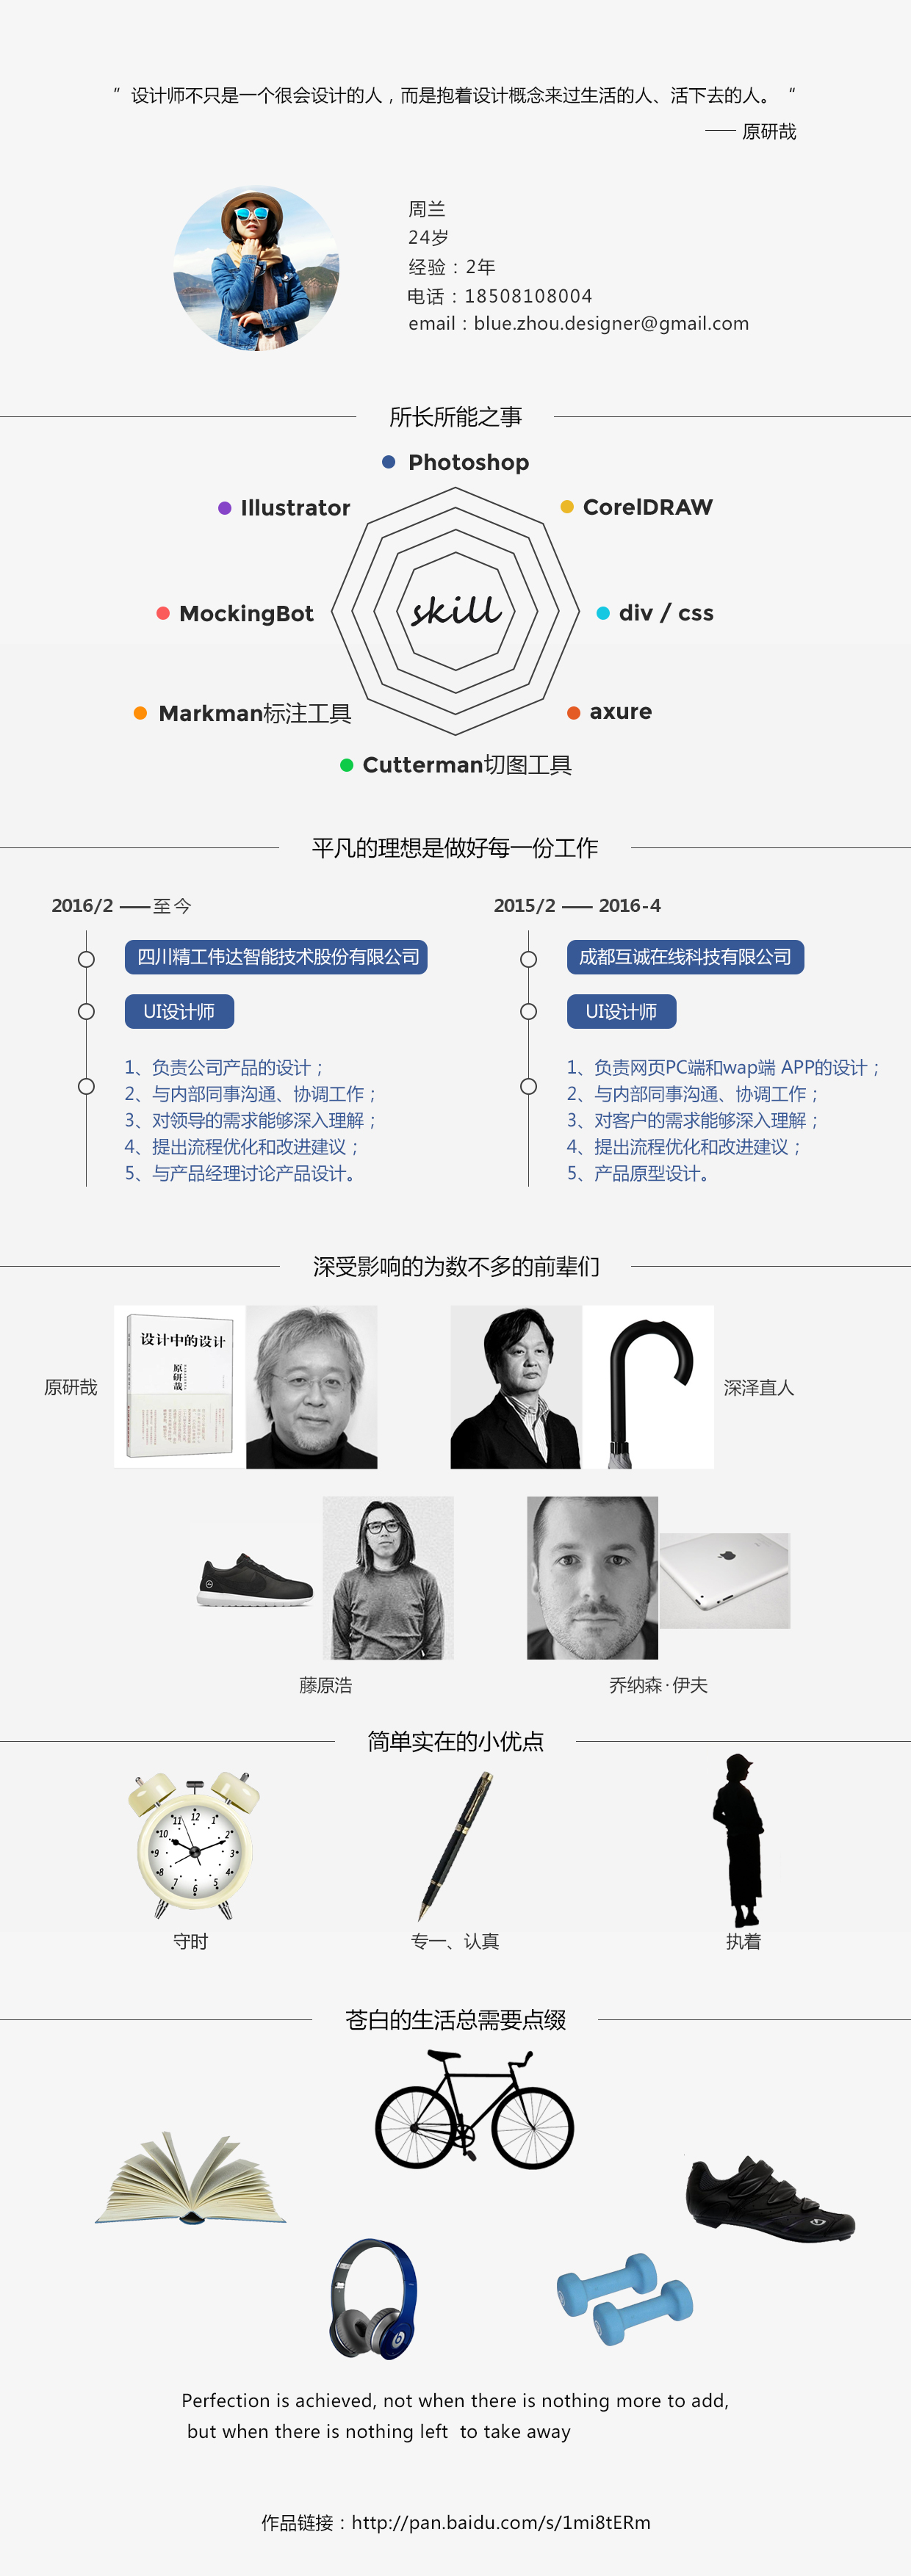 “ 设计师不只是一个很会设计的人，而是抱着设计概念来过生活的人、活下去的人。 “
—— 原研哉
周兰
24岁
经验：2年
电话：18508108004
email：blue.zhou.designer@gmail.com
所长所能之事
Photoshop
Illustrator
CorelDRAW
MockingBot
skill
div / css
Markman标注工具
axure
Cutterman切图工具
平凡的理想是做好每一份工作
2016/2 ——至今
四川精工伟达智能技术股份有限公司
UI设计师
1、负责公司产品的设计；
2、与内部同事沟通、协调工作；
3、对领导的需求能够深入理解；
4、提出流程优化和改进建议；
5、与产品经理讨论产品设计。
2015/2 —— 2016-4
成都互诚在线科技有限公司
UI设计师
1、负责网页PC端和wap端 APP的设计；
2、与内部同事沟通、协调工作；
3、对客户的需求能够深入理解；
4、提出流程优化和改进建议；
5、产品原型设计。
深受影响的为数不多的前辈们
原研哉
设计中的设计
原研哉
深泽直人
藤原浩
乔纳森·伊夫
简单实在的小优点
12
1
2
3
4
5
6
7
8
9
10
11
守时
专一、认真
执着
苍白的生活总需要点缀
Perfection is achieved, not when there is nothing more to add,
but when there is nothing left to take away
作品链接：http://pan.baidu.com/s/1mi8tERm